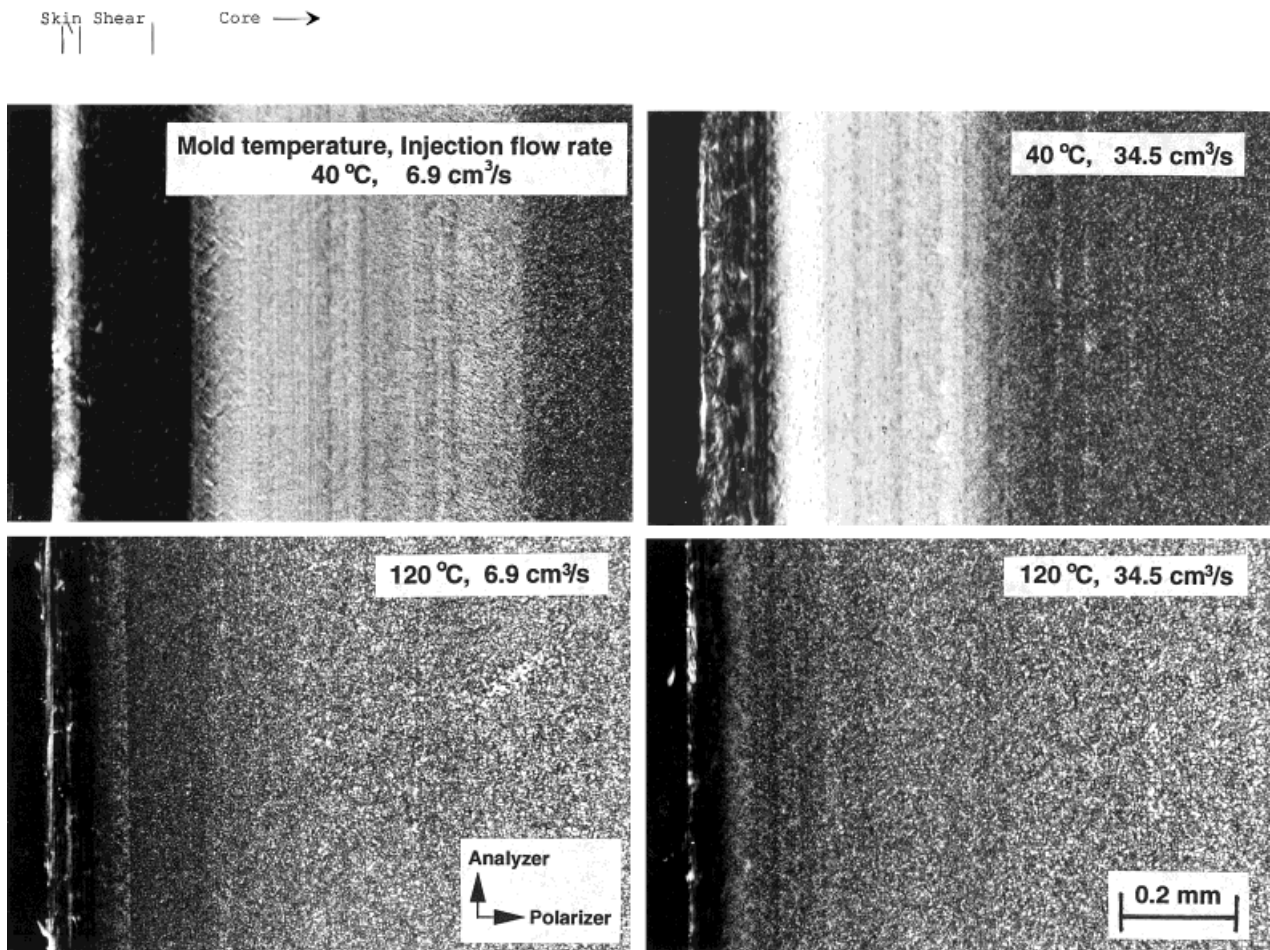 Skin Shear Core
Mold temperature, Injection flow rate
40 °C, 6.9 cm³/s
40 °C, 34.5 cm³/s
120 °C, 6.9 cm³/s
120 °C, 34.5 cm³/s
Analyzer
Polarizer
0.2 mm